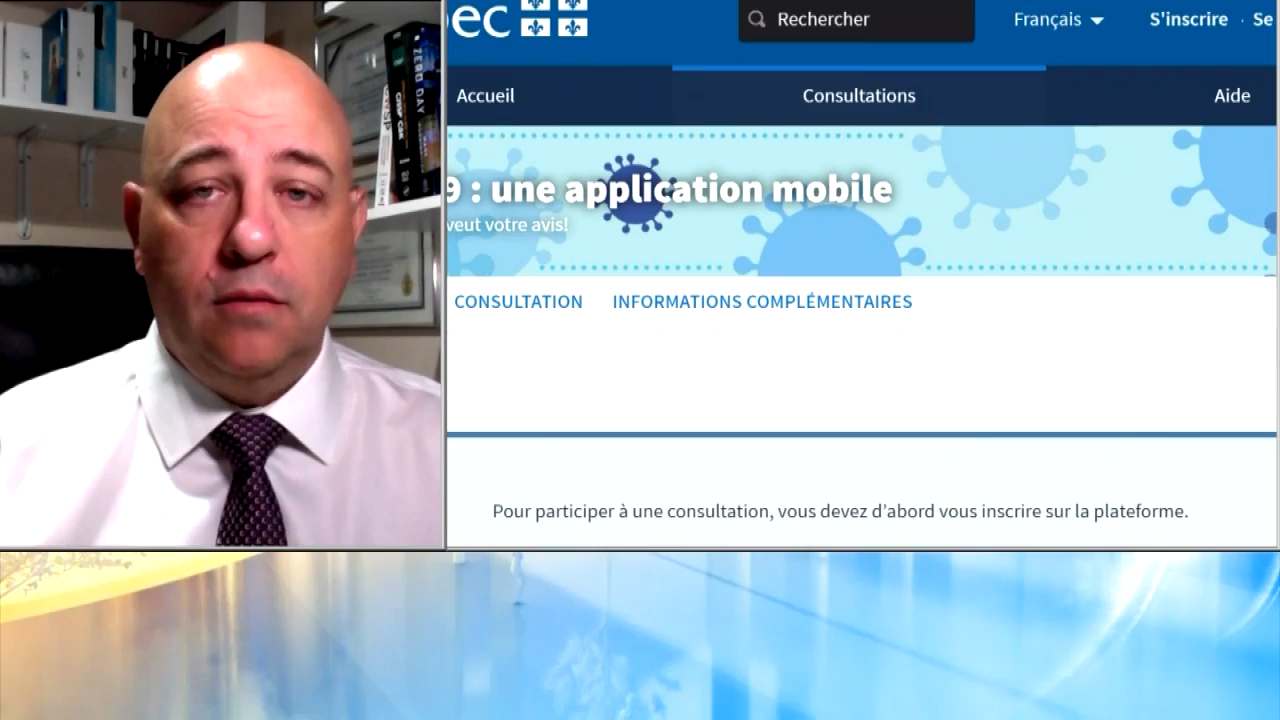 ec
Rechercher
Français
S'inscrire · Se
Accueil
Consultations
Aide
9 : une application mobile
veut votre avis!
CONSULTATION
INFORMATIONS COMPLÉMENTAIRES
Pour participer à une consultation, vous devez d’abord vous inscrire sur la plateforme.
ZERO DAY